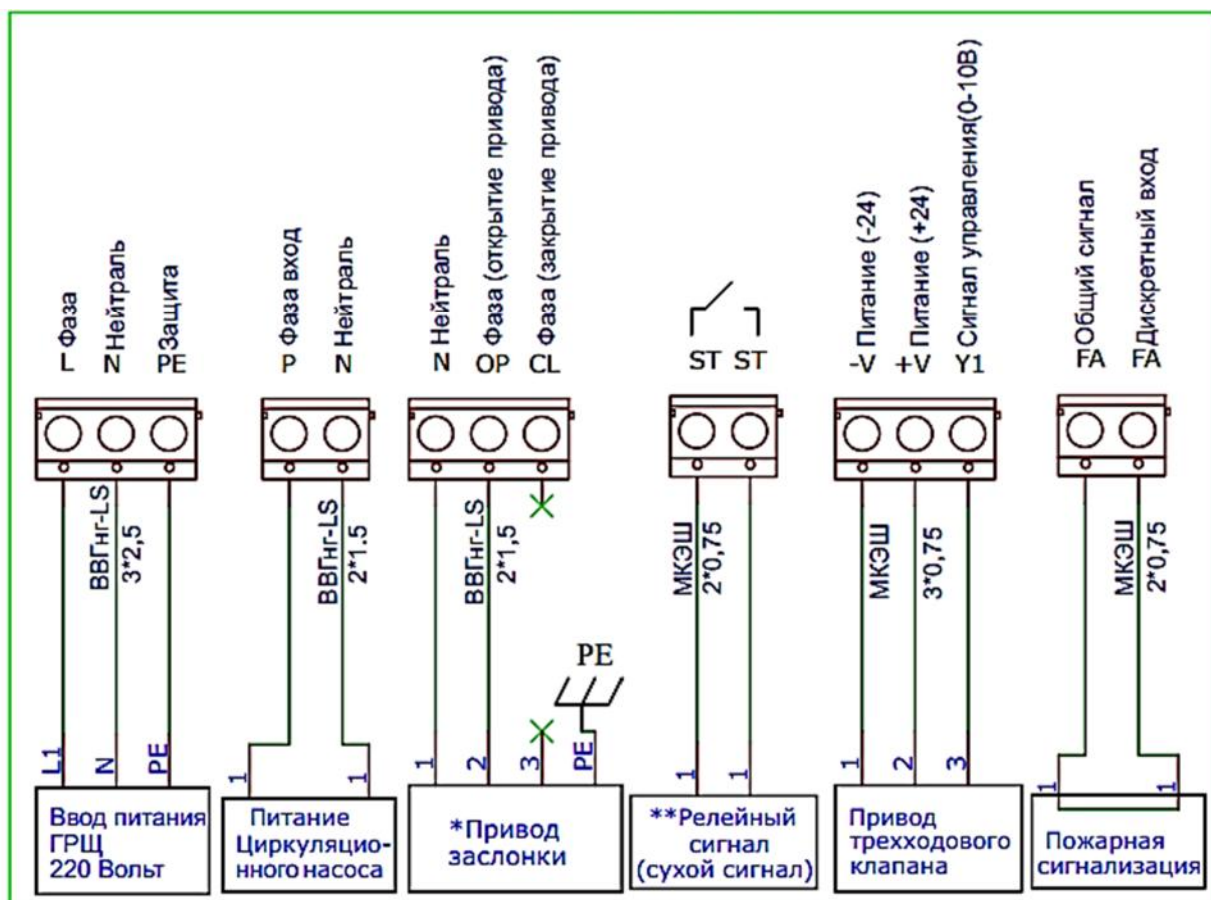 Фаза
Нейтраль
Защита
L N PE
Фаза вход
Нейтраль
P N
Нейтраль
Фаза (открытие привода)
Фаза (закрытие привода)
N OP CL
ST ST
Питание (-24)
Питание (+24)
Сигнал управления(0-10В)
-V +V Y1
Общий сигнал
Дискретный вход
FA FA
ВВГнг-LS
3*2,5
ВВГнг-LS
2*1.5
ВВГнг-LS
2*1,5
МКЭШ
2*0,75
МКЭШ
3*0,75
МКЭШ
2*0,75
PE
L1 N PE
1 1
1 2 3 PE
1 1
1 2 3
1 1
Ввод питания
ГРЩ
220 Вольт
Питание
Циркуляцио-
нного насоса
*Привод
заслонки
**Релейный
сигнал
(сухой сигнал)
Привод
трехходового
клапана
Пожарная
сигнализация